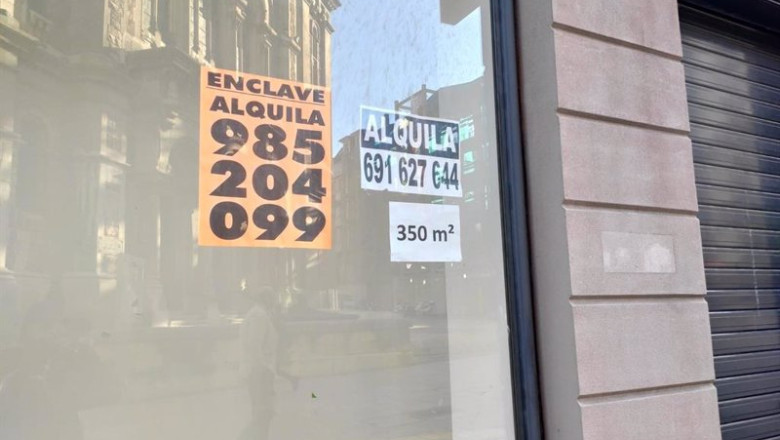 ENCLAVE
ALQUILA
985
204
099
ALQUILA
691 627 644
350 m²